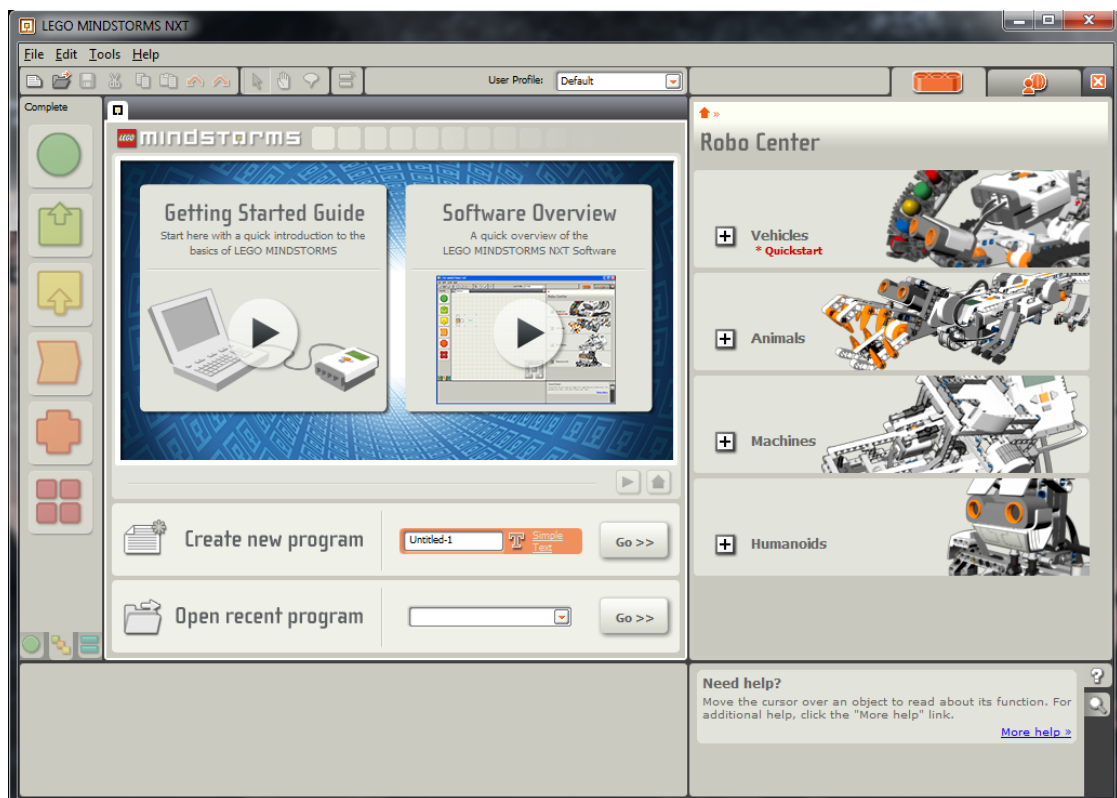 LEGO MINDSTORMS NXT
File Edit Tools Help
User Profile: Default
Complete
LEGO mindstorms
Getting Started Guide
Start here with a quick introduction to the
basics of LEGO MINDSTORMS
Software Overview
A quick overview of the
LEGO MINDSTORMS NXT Software
Create new program
Untitled-1
T Simple
Text
Go >>
Open recent program
Go >>
»
Robo Center
Vehicles
* Quickstart
Animals
Machines
Humanoids
Need help?
Move the cursor over an object to read about its function. For
additional help, click the "More help" link.
More help »
?